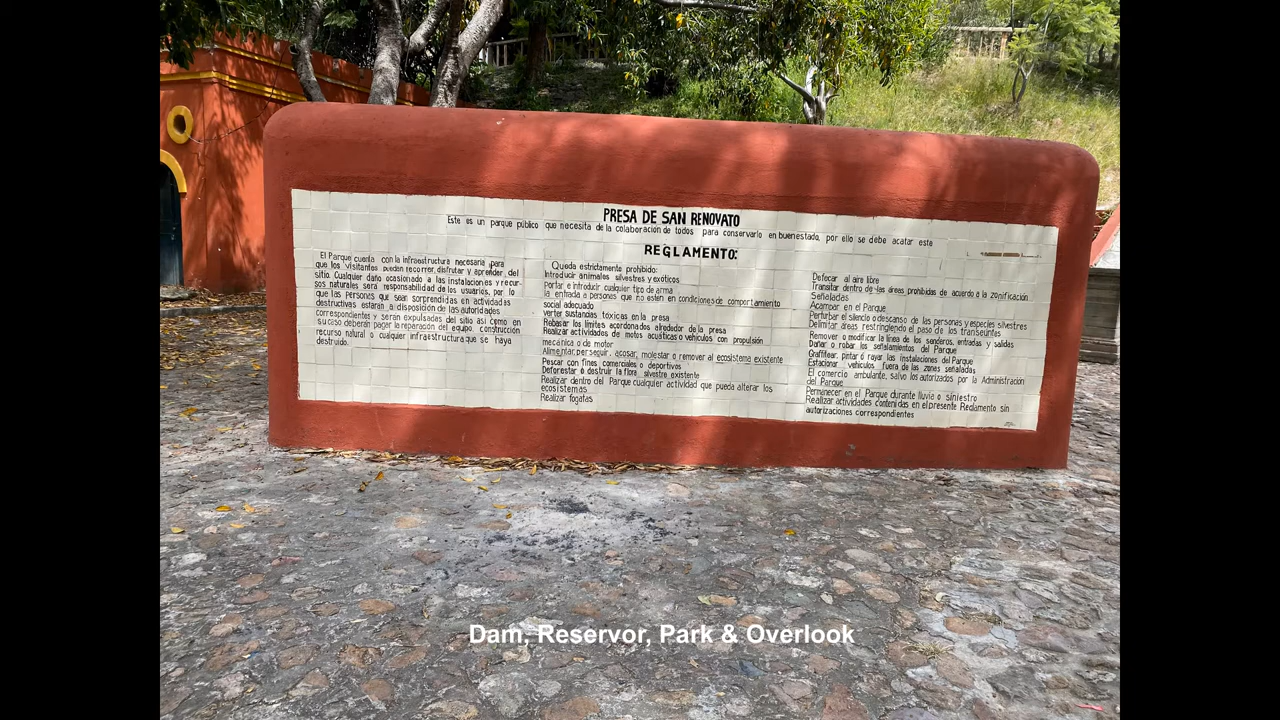 PRESA DE SAN RENOVATO
Este es un parque público que necesita de la colaboración de todos para conservarlo en buen estado, por ello se debe acatar este
REGLAMENTO:
El Parque cuenta con la infraestructura necesaria para
que los visitantes pueden recorrer, disfrutar y aprender del
sitio. Cualquier daño ocasionado a las instalaciones y recur-
sos naturales será responsabilidad de los usuarios, por lo
que las personas que sean sorprendidas en actividades
destructivas estarán a disposición de las autoridades
correspondientes y serán expulsadas del sitio así como en
su caso deberán pagar la reparación del equipo, construcción
recurso natural o cualquier infraestructura que se haya
destruido.
Queda estrictamente prohibido:
Introducir animales silvestres y exóticos
Portar e introducir cualquier tipo de arma
la entrada a personas que no estén en condiciones de comportamiento
social adecuado
verter sustancias tóxicas en la presa
Rebasar los límites acordonados alrededor de la presa
Realizar actividades de motos acuáticas o vehículos con propulsión
mecánica o de motor
Alimentar, perseguir, acosar, molestar o remover al ecosistema existente
Pescar con fines comerciales o deportivos
Deforestar o destruir la flora silvestre existente
Realizar dentro del Parque cualquier actividad que pueda alterar los
ecosistemas
Realizar fogatas
Defecar al aire libre
Transitar dentro de las áreas prohibidas de acuerdo a la zonificación
Señaladas
Acampar en el Parque
Perturbar el silencio o descanso de las personas y especies silvestres
Delimitar áreas restringiendo el paso de los transeúntes
Remover o modificar la línea de los senderos, entradas y salidas
Dañar o robar los señalamientos del Parque
Graffitear, pintar o rayar las instalaciones del Parque
Estacionar vehículos fuera de las zonas señaladas
El comercio ambulante, salvo los autorizados por la Administración
del Parque
Permanecer en el Parque durante lluvia o siniestro
Realizar actividades contenidas en el presente Reglamento sin
autorizaciones correspondientes
Dam, Reservor, Park & Overlook